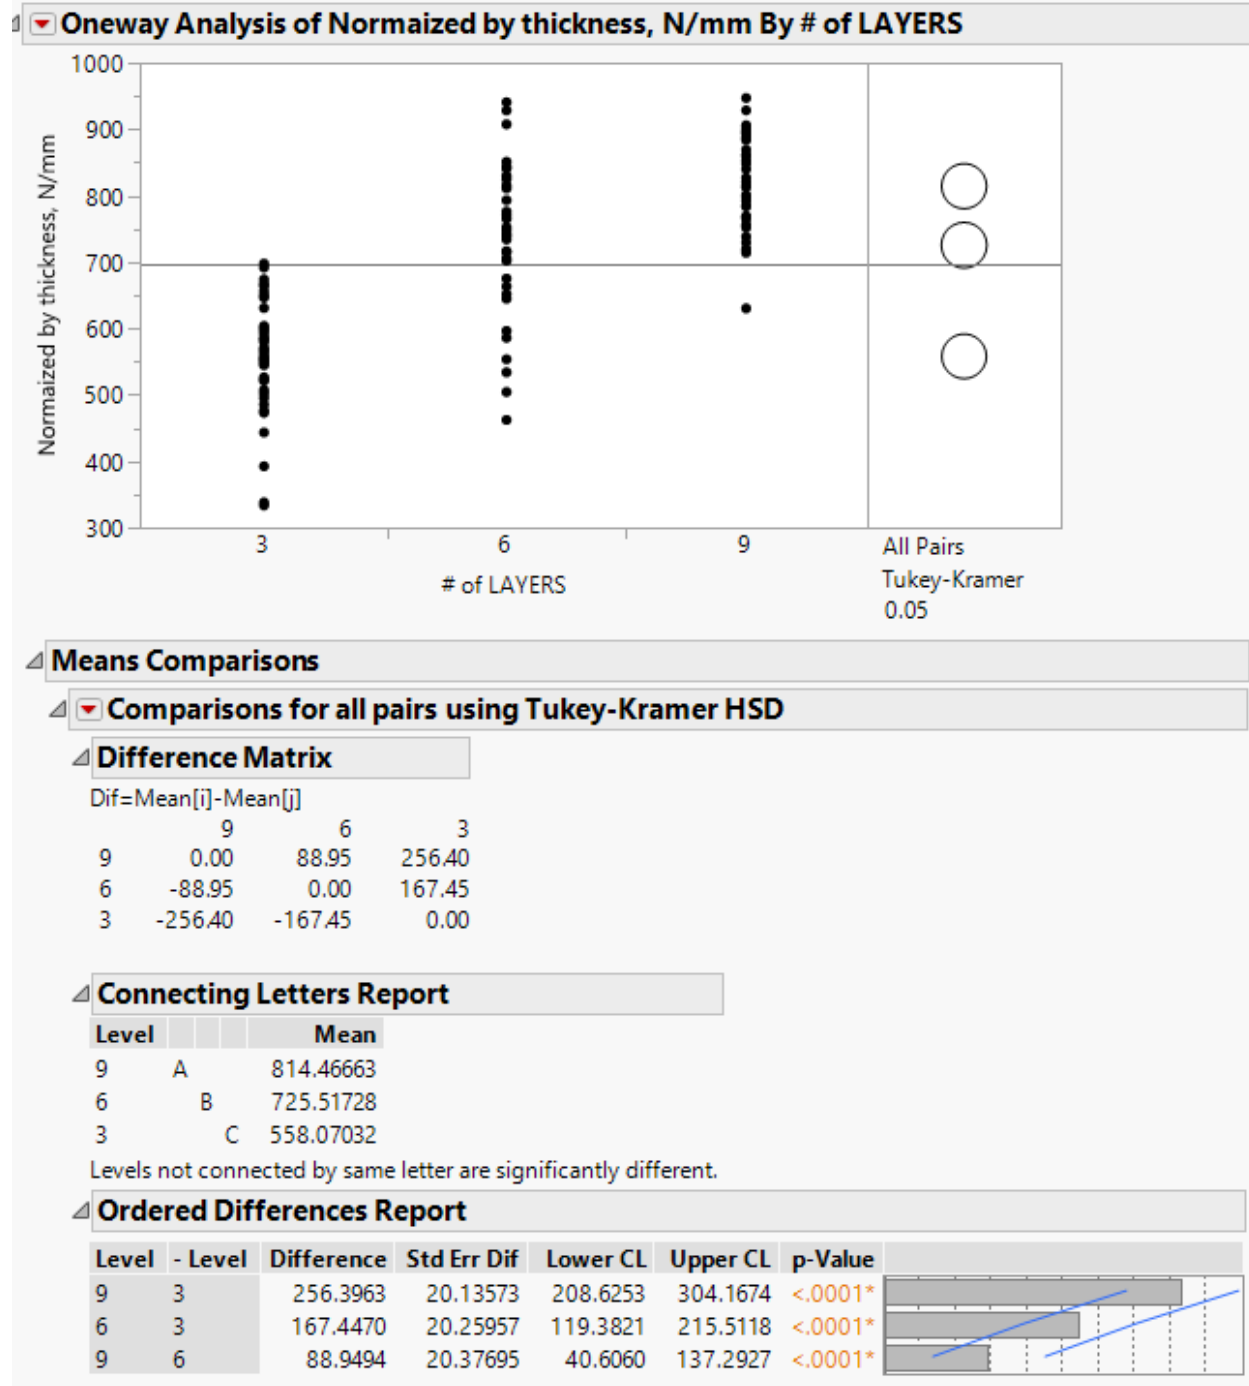 Oneway Analysis of Normaized by thickness, N/mm By # of LAYERS
1000
900
800
700
600
500
400
300
Normaized by thickness, N/mm
3 6 9
# of LAYERS
All Pairs
Tukey-Kramer
0.05
Means Comparisons
Comparisons for all pairs using Tukey-Kramer HSD
Difference Matrix
Dif=Mean[i]-Mean[j]
9 6 3
9 0.00 88.95 256.40
6 -88.95 0.00 167.45
3 -256.40 -167.45 0.00
Connecting Letters Report
Level Mean
9 A 814.46663
6 B 725.51728
3 C 558.07032
Levels not connected by same letter are significantly different.
Ordered Differences Report
Level - Level Difference Std Err Dif Lower CL Upper CL p-Value
9 3 256.3963 20.13573 208.6253 304.1674 <.0001*
6 3 167.4470 20.25957 119.3821 215.5118 <.0001*
9 6 88.9494 20.37695 40.6060 137.2927 <.0001*